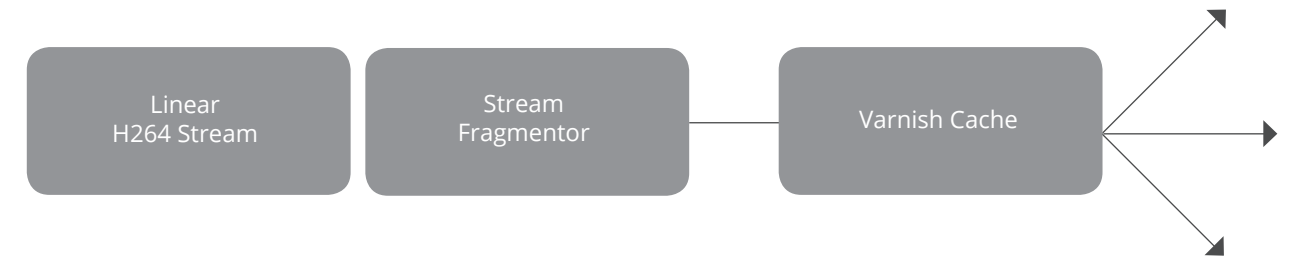 Linear
H264 Stream
Stream
Fragmentor
Varnish Cache